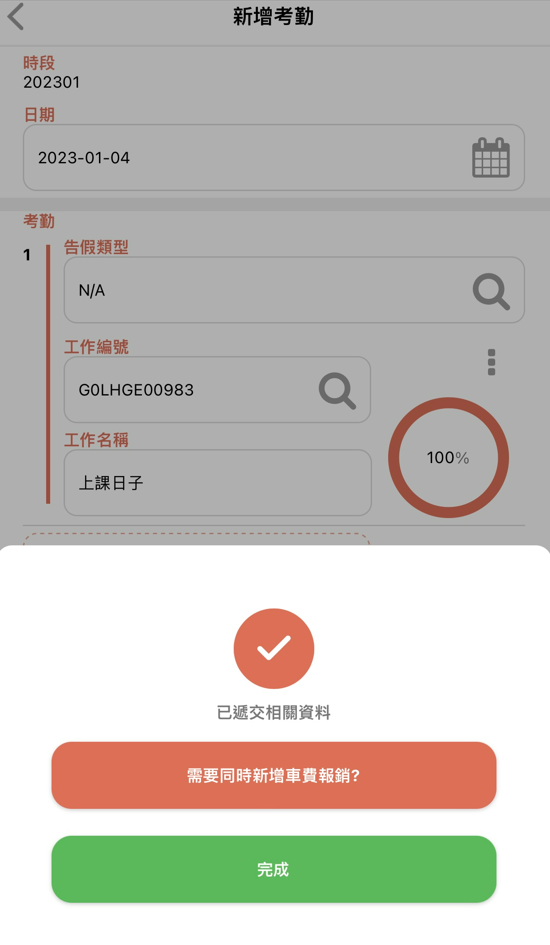 新增考勤
時段
202301
日期
2023-01-04
考勤
1
告假類型
N/A
工作編號
G0LHGE00983
工作名稱
上課日子
100%
已遞交相關資料
需要同時新增車費報銷?
完成